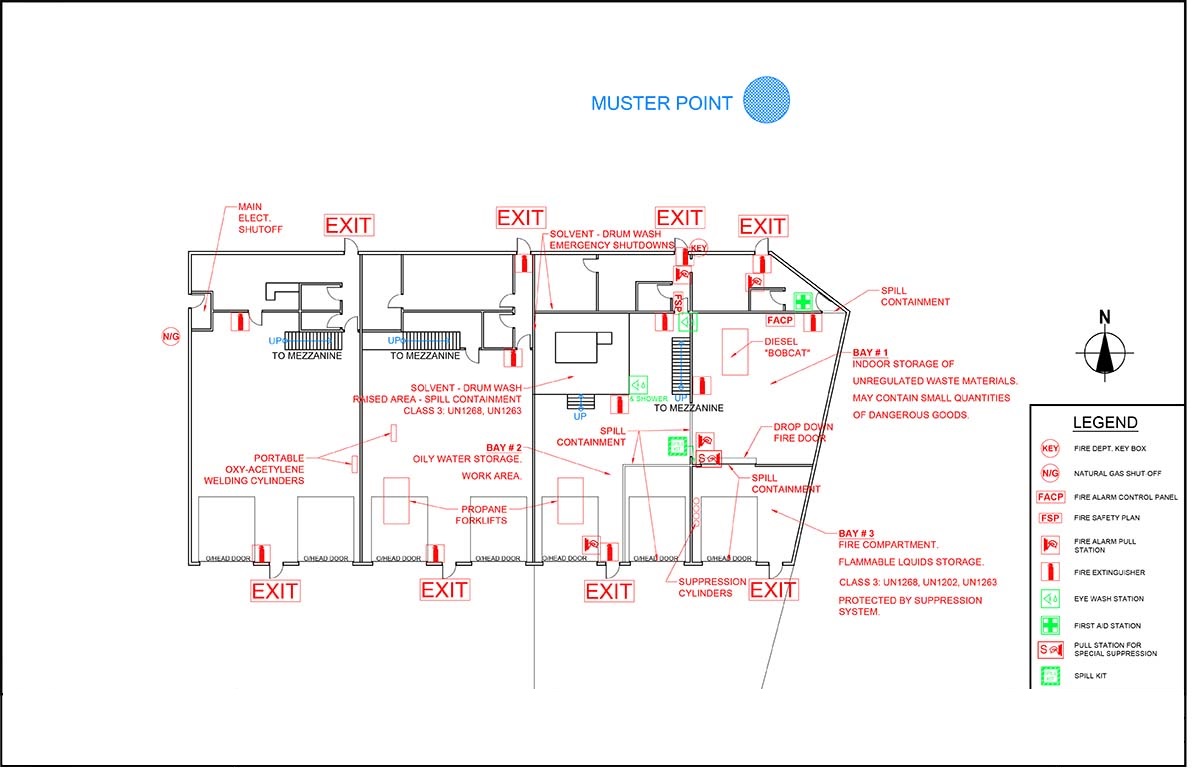 MUSTER POINT
MAIN
ELECT.
SHUTOFF
EXIT
EXIT
EXIT
EXIT
SOLVENT - DRUM WASH
EMERGENCY SHUTDOWNS
KEY
FSP
FACP
SPILL
CONTAINMENT
N/G
UP
TO MEZZANINE
UP
TO MEZZANINE
DIESEL
"BOBCAT"
BAY # 1
INDOOR STORAGE OF
UNREGULATED WASTE MATERIALS.
MAY CONTAIN SMALL QUANTITIES
OF DANGEROUS GOODS.
SOLVENT - DRUM WASH
RAISED AREA - SPILL CONTAINMENT
CLASS 3: UN1268, UN1263
& SHOWER
UP
TO MEZZANINE
UP
SPILL
CONTAINMENT
DROP DOWN
FIRE DOOR
BAY # 2
OILY WATER STORAGE.
WORK AREA.
S
PORTABLE
OXY-ACETYLENE
WELDING CYLINDERS
SPILL
CONTAINMENT
PROPANE
FORKLIFTS
BAY # 3
FIRE COMPARTMENT.
FLAMMABLE LQUIDS STORAGE.
CLASS 3: UN1268, UN1202, UN1263
PROTECTED BY SUPPRESSION
SYSTEM.
O/HEAD DOOR
O/HEAD DOOR
O/HEAD DOOR
O/HEAD DOOR
O/HEAD DOOR
O/HEAD DOOR
SUPPRESSION
CYLINDERS
EXIT
EXIT
EXIT
EXIT
N
LEGEND
KEY FIRE DEPT. KEY BOX
N/G NATURAL GAS SHUT OFF
FACP FIRE ALARM CONTROL PANEL
FSP FIRE SAFETY PLAN
FIRE ALARM PULL
STATION
FIRE EXTINGUISHER
EYE WASH STATION
FIRST AID STATION
S PULL STATION FOR
SPECIAL SUPPRESSION
SPILL KIT